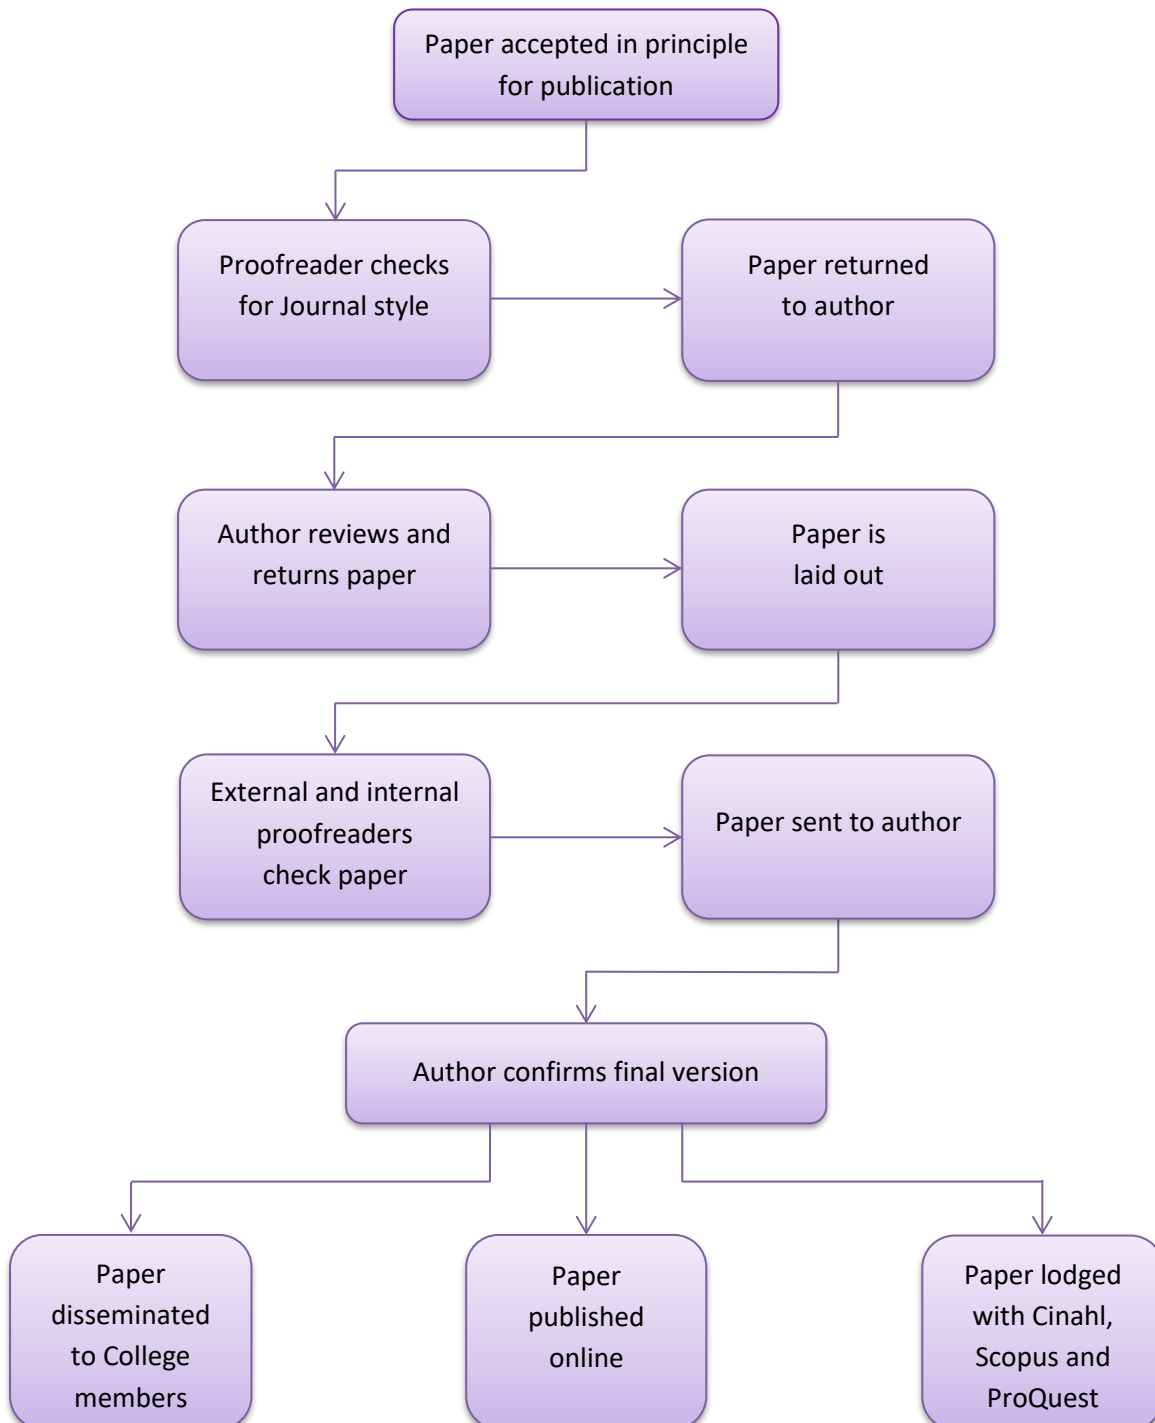 Paper accepted in principle
for publication
Proofreader checks
for Journal style
Paper returned
to author
Author reviews and
returns paper
Paper is
laid out
External and internal
proofreaders
check paper
Paper sent to author
Author confirms final version
Paper
disseminated
to College
members
Paper
published
online
Paper lodged
with Cinahl,
Scopus and
ProQuest